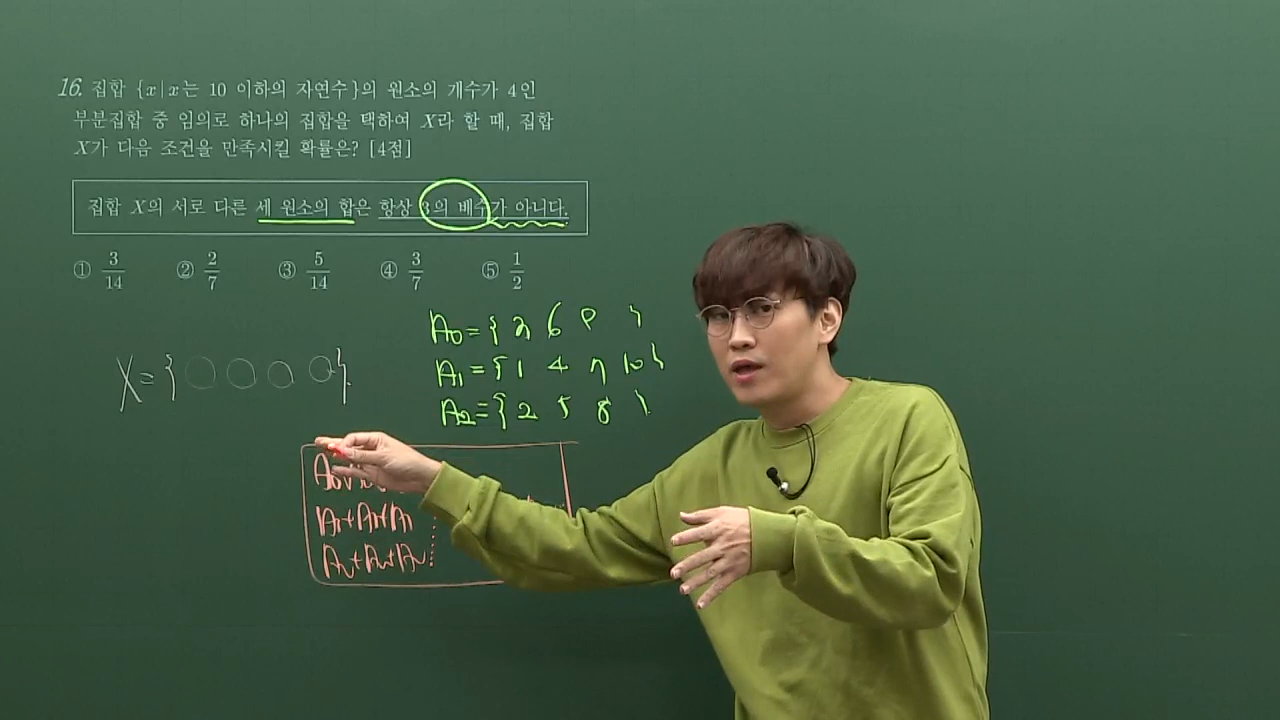 16. 집합 {x|x는 10 이하의 자연수}의 원소의 개수가 4인
부분집합 중 임의로 하나의 집합을 택하여 X라 할 때, 집합
X가 다음 조건을 만족시킬 확률은? [4점]
집합 X의 서로 다른 세 원소의 합은 항상 3의 배수가 아니다.
① 3/14 ② 2/7 ③ 5/14 ④ 3/7 ⑤ 1/2
A₀={3 6 9 }
X={○ ○ ○ ○}
A₁={1 4 7 10}
A₂={2 5 8 }
A₁+A₁+A₁
A₂+A₂+A₂